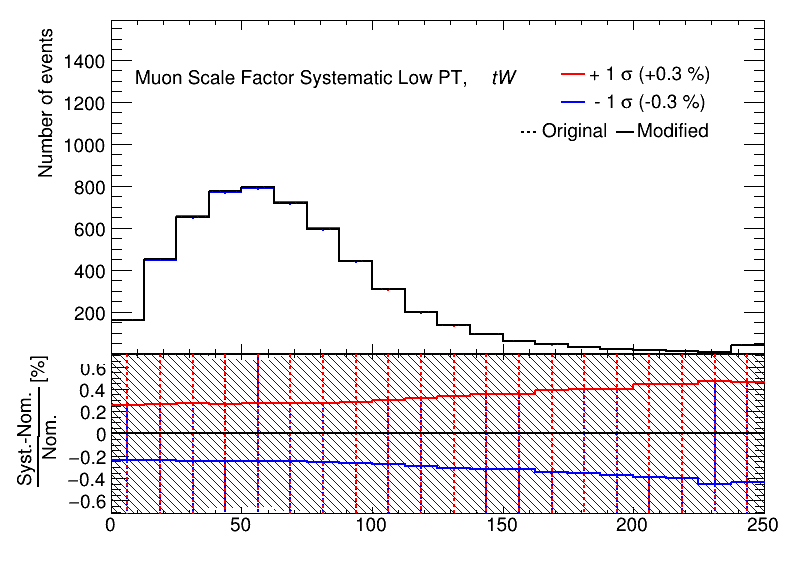 Number of events
1400
1200
1000
800
600
400
200
Muon Scale Factor Systematic Low PT, tW
+ 1 σ (+0.3 %)
- 1 σ (-0.3 %)
Original Modified
Syst.-Nom.
Nom.
[%]
0.6
0.4
0.2
0
−0.2
−0.4
−0.6
0 50 100 150 200 250